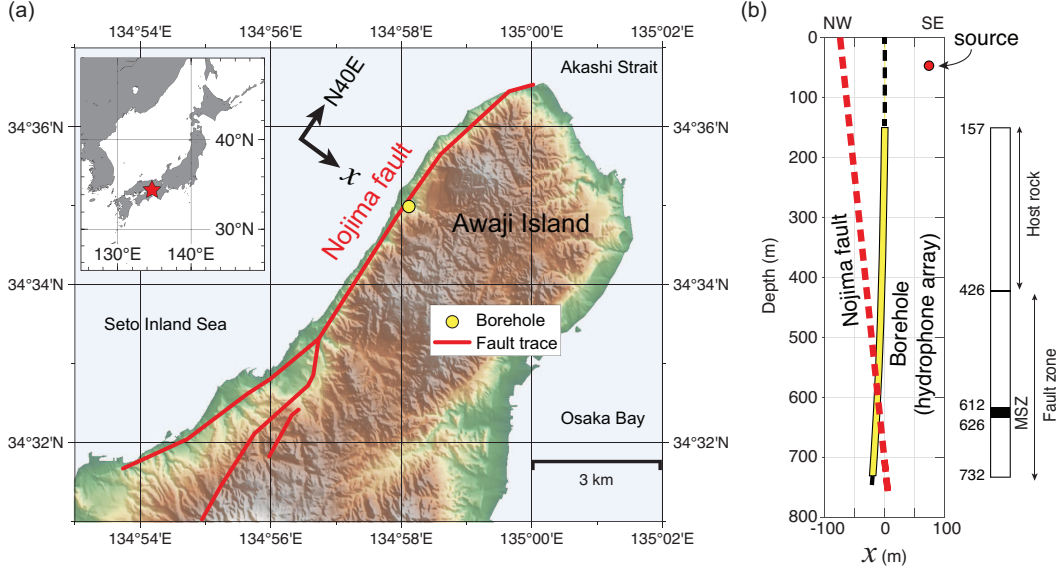 (a)
134°54'E
134°56'E
134°58'E
135°00'E
135°02'E
Akashi Strait
N40E
x
34°36'N
34°36'N
40°N
30°N
130°E
140°E
Nojima fault
Awaji Island
34°34'N
34°34'N
Seto Inland Sea
Borehole
Fault trace
Osaka Bay
34°32'N
34°32'N
3 km
134°54'E
134°56'E
134°58'E
135°00'E
135°02'E
(b)
NW
SE
source
0
100
200
300
400
500
600
700
800
Depth (m)
Nojima fault
Borehole
(hydrophone array)
-100
0
100
x (m)
157
426
612
626
732
Host rock
MSZ
Fault zone